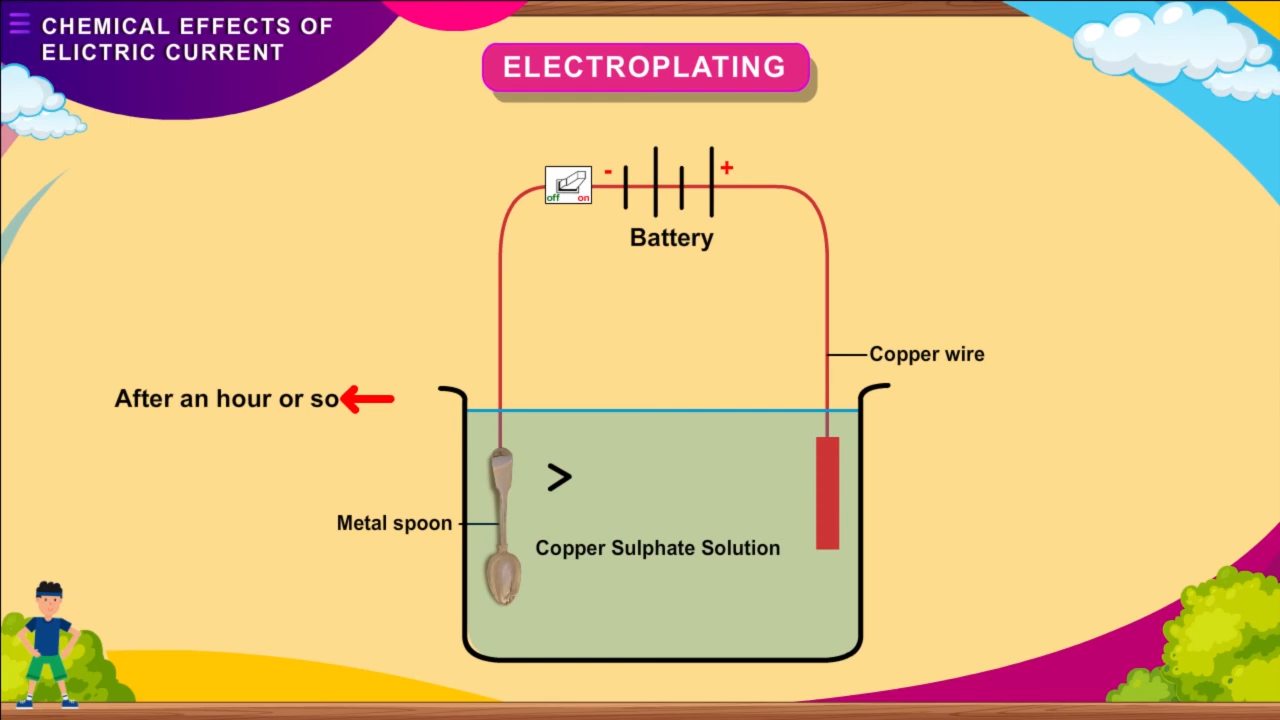 CHEMICAL EFFECTS OF
ELICTRIC CURRENT
ELECTROPLATING
- +
off on
Battery
Copper wire
After an hour or so
>
Metal spoon
Copper Sulphate Solution